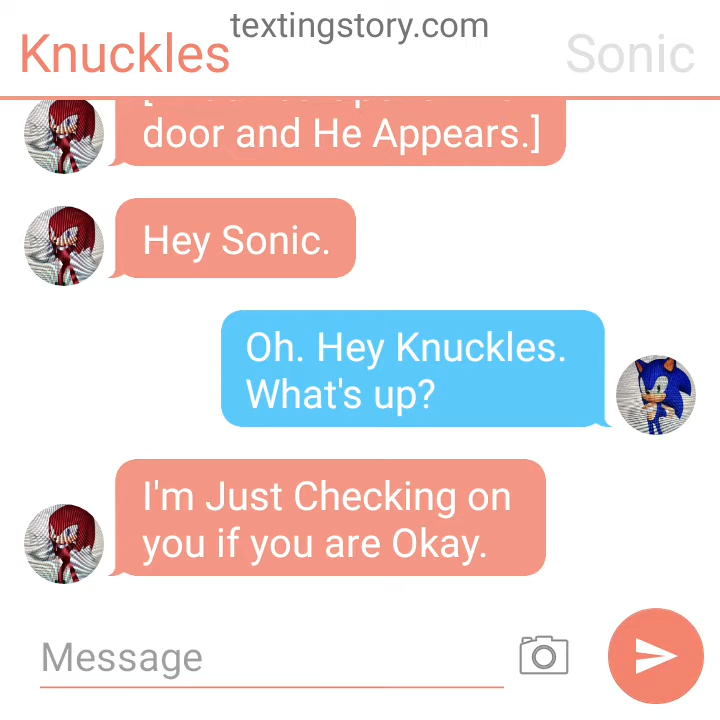 textingstory.com
Knuckles
Sonic
door and He Appears.]
Hey Sonic.
Oh. Hey Knuckles.
What's up?
I'm Just Checking on
you if you are Okay.
Message